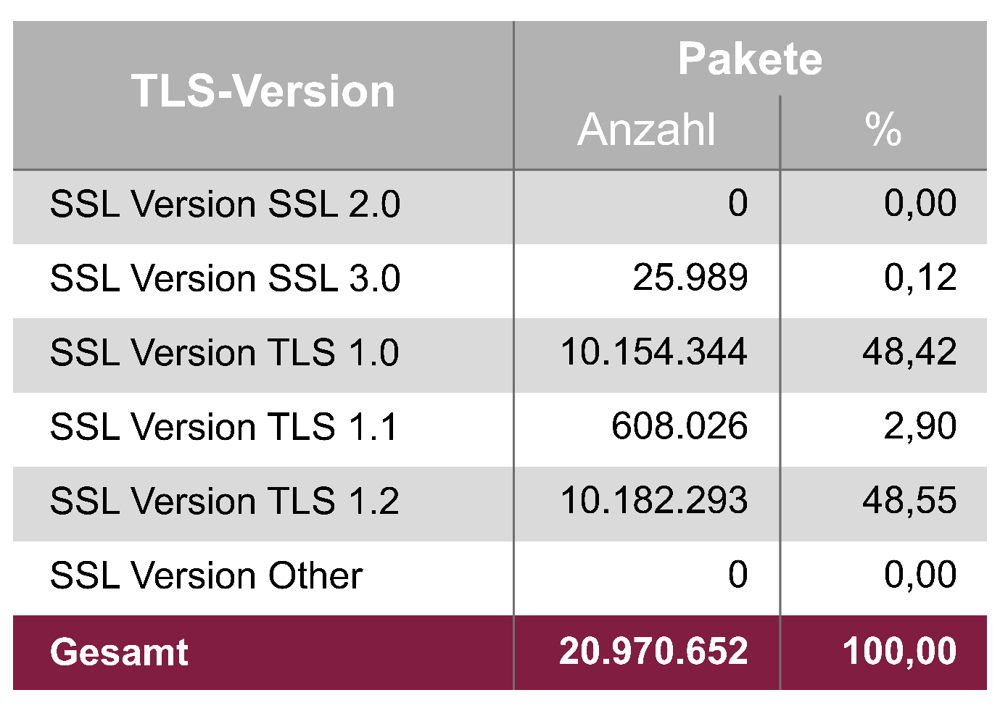 TLS-Version
Pakete
Anzahl %
SSL Version SSL 2.0 0 0,00
SSL Version SSL 3.0 25.989 0,12
SSL Version TLS 1.0 10.154.344 48,42
SSL Version TLS 1.1 608.026 2,90
SSL Version TLS 1.2 10.182.293 48,55
SSL Version Other 0 0,00
Gesamt 20.970.652 100,00